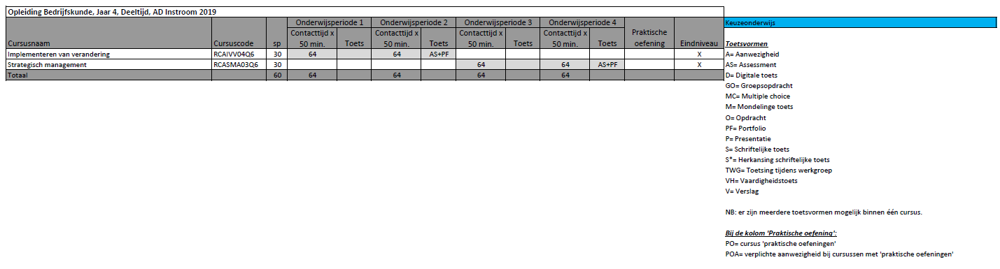 Opleiding Bedrijfskunde, Jaar 4, Deeltijd, AD Instroom 2019
Onderwijsperiode 1 Onderwijsperiode 2 Onderwijsperiode 3 Onderwijsperiode 4
Cursusnaam Cursuscode sp Contacttijd x 50 min. Toets Contacttijd x 50 min. Toets Contacttijd x 50 min. Toets Contacttijd x 50 min. Toets Praktische oefening Eindniveau
Implementeren van verandering RCAIVV04Q6 30 64 64 AS+PF X
Strategisch management RCASMA03Q6 30 64 64 AS+PF X
Totaal 60 64 64 64 64
Keuzeonderwijs
Toetsvormen
A= Aanwezigheid
AS= Assessment
D= Digitale toets
GO= Groepsopdracht
MC= Multiple choice
M= Mondelinge toets
O= Opdracht
PF= Portfolio
P= Presentatie
S= Schriftelijke toets
S*= Herkansing schriftelijke toets
TWG= Toetsing tijdens werkgroep
VH= Vaardigheidstoets
V= Verslag
NB: er zijn meerdere toetsvormen mogelijk binnen één cursus.
Bij de kolom 'Praktische oefening':
PO= cursus 'praktische oefeningen'
POA= verplichte aanwezigheid bij cursussen met 'praktische oefeningen'